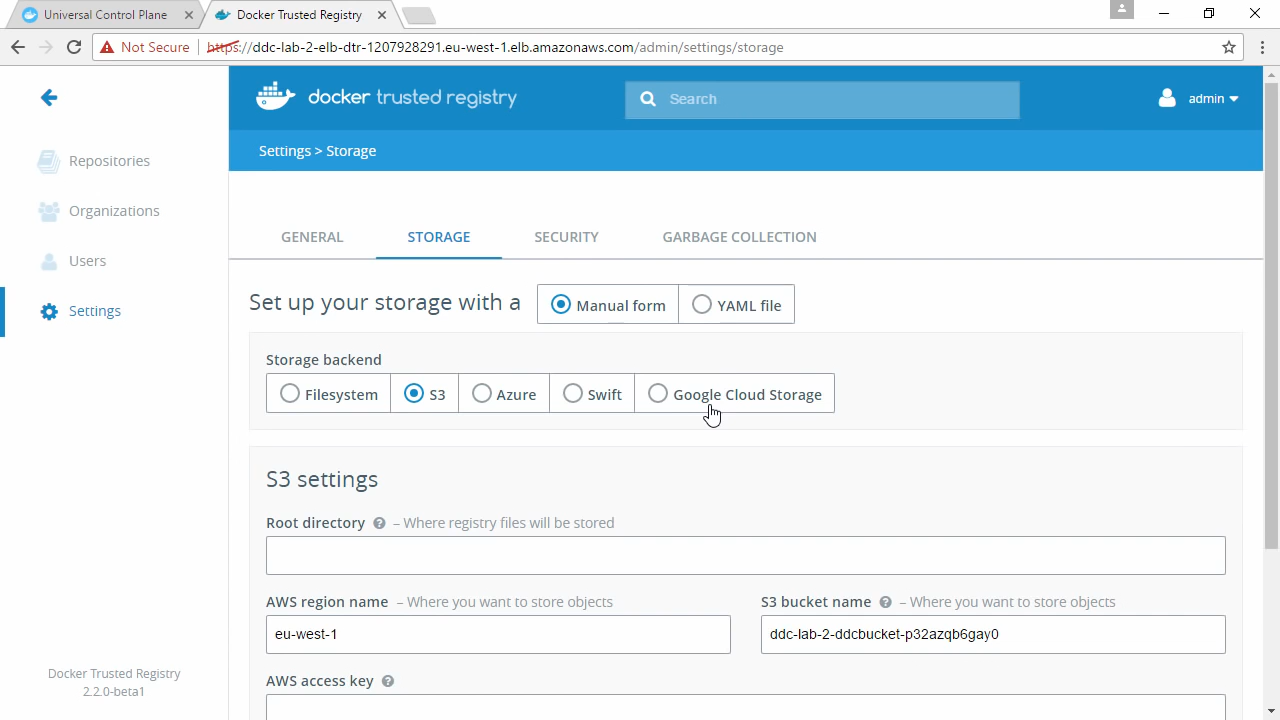 Universal Control Plane
Docker Trusted Registry
Not Secure
https://ddc-lab-2-elb-dtr-1207928291.eu-west-1.elb.amazonaws.com/admin/settings/storage
docker trusted registry
Search
admin
Settings > Storage
Repositories
Organizations
Users
Settings
GENERAL
STORAGE
SECURITY
GARBAGE COLLECTION
Set up your storage with a
Manual form
YAML file
Storage backend
Filesystem
S3
Azure
Swift
Google Cloud Storage
S3 settings
Root directory ? – Where registry files will be stored
AWS region name – Where you want to store objects
S3 bucket name ? – Where you want to store objects
eu-west-1
ddc-lab-2-ddcbucket-p32azqb6gay0
AWS access key ?
Docker Trusted Registry
2.2.0-beta1